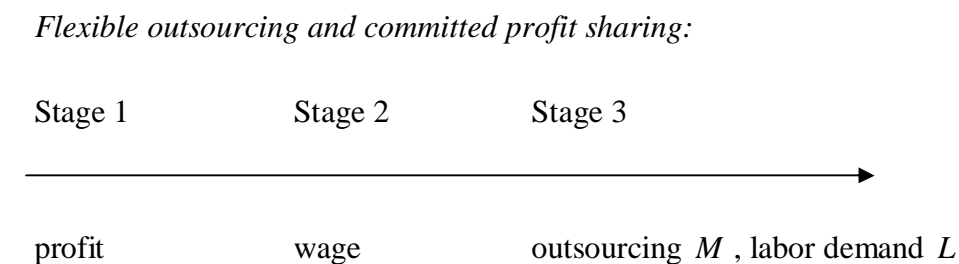 Flexible outsourcing and committed profit sharing:
Stage 1 Stage 2 Stage 3
profit wage outsourcing M , labor demand L